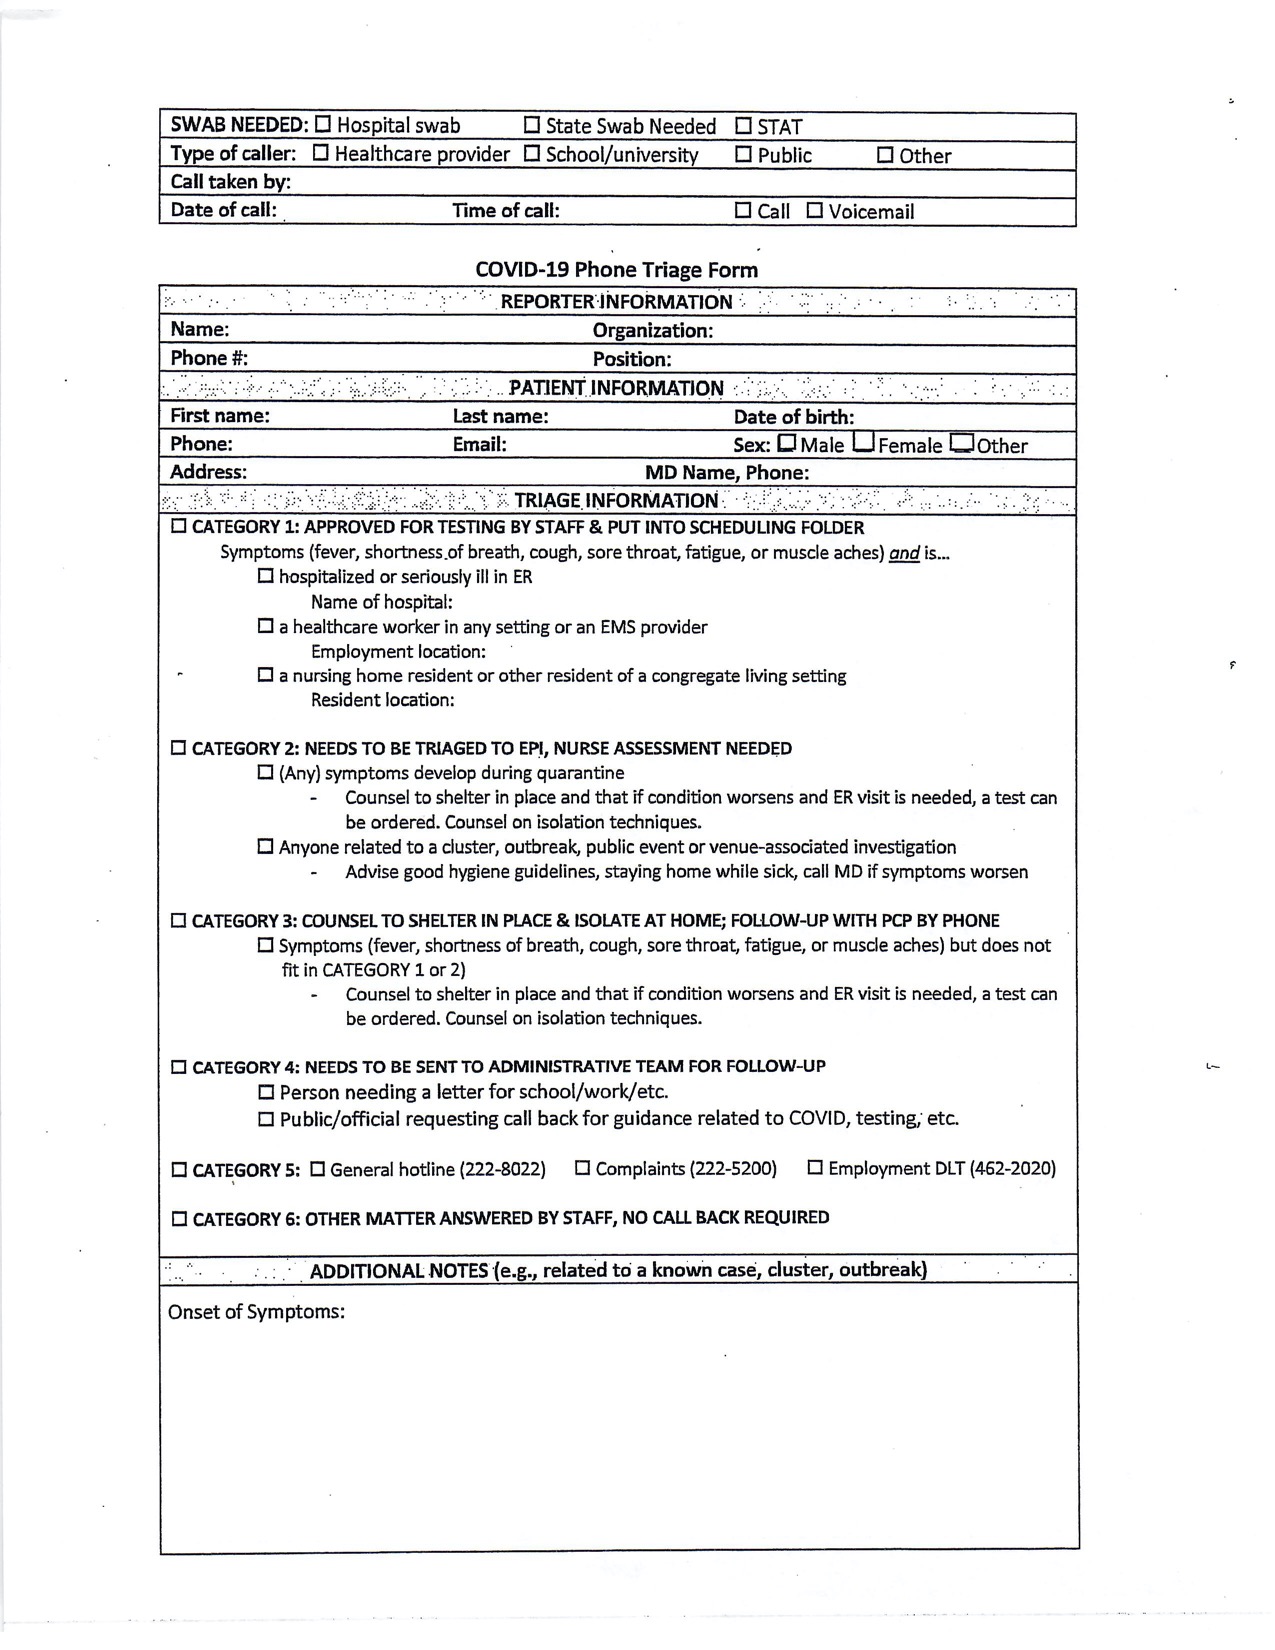 SWAB NEEDED: ☐ Hospital swab ☐ State Swab Needed ☐ STAT
Type of caller: ☐ Healthcare provider ☐ School/university ☐ Public ☐ Other
Call taken by:
Date of call: Time of call: ☐ Call ☐ Voicemail
COVID-19 Phone Triage Form
REPORTER INFORMATION
Name: Organization:
Phone #: Position:
PATIENT INFORMATION
First name: Last name: Date of birth:
Phone: Email: Sex: ☐ Male ☐ Female ☐ Other
Address: MD Name, Phone:
TRIAGE INFORMATION
☐ CATEGORY 1: APPROVED FOR TESTING BY STAFF & PUT INTO SCHEDULING FOLDER
Symptoms (fever, shortness of breath, cough, sore throat, fatigue, or muscle aches) and is...
☐ hospitalized or seriously ill in ER
Name of hospital:
☐ a healthcare worker in any setting or an EMS provider
Employment location:
☐ a nursing home resident or other resident of a congregate living setting
Resident location:
☐ CATEGORY 2: NEEDS TO BE TRIAGED TO EPI, NURSE ASSESSMENT NEEDED
☐ (Any) symptoms develop during quarantine
- Counsel to shelter in place and that if condition worsens and ER visit is needed, a test can
be ordered. Counsel on isolation techniques.
☐ Anyone related to a cluster, outbreak, public event or venue-associated investigation
- Advise good hygiene guidelines, staying home while sick, call MD if symptoms worsen
☐ CATEGORY 3: COUNSEL TO SHELTER IN PLACE & ISOLATE AT HOME; FOLLOW-UP WITH PCP BY PHONE
☐ Symptoms (fever, shortness of breath, cough, sore throat, fatigue, or muscle aches) but does not
fit in CATEGORY 1 or 2)
- Counsel to shelter in place and that if condition worsens and ER visit is needed, a test can
be ordered. Counsel on isolation techniques.
☐ CATEGORY 4: NEEDS TO BE SENT TO ADMINISTRATIVE TEAM FOR FOLLOW-UP
☐ Person needing a letter for school/work/etc.
☐ Public/official requesting call back for guidance related to COVID, testing, etc.
☐ CATEGORY 5: ☐ General hotline (222-8022) ☐ Complaints (222-5200) ☐ Employment DLT (462-2020)
☐ CATEGORY 6: OTHER MATTER ANSWERED BY STAFF, NO CALL BACK REQUIRED
ADDITIONAL NOTES (e.g., related to a known case, cluster, outbreak)
Onset of Symptoms: